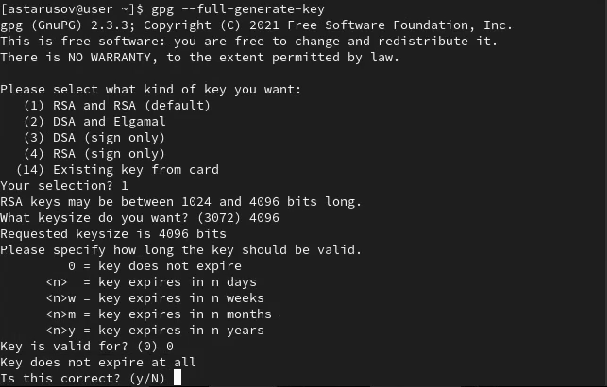 [astarusov@user ~]$ gpg --full-generate-key
gpg (GnuPG) 2.3.3; Copyright (C) 2021 Free Software Foundation, Inc.
This is free software: you are free to change and redistribute it.
There is NO WARRANTY, to the extent permitted by law.

Please select what kind of key you want:
   (1) RSA and RSA (default)
   (2) DSA and Elgamal
   (3) DSA (sign only)
   (4) RSA (sign only)
  (14) Existing key from card
Your selection? 1
RSA keys may be between 1024 and 4096 bits long.
What keysize do you want? (3072) 4096
Requested keysize is 4096 bits
Please specify how long the key should be valid.
         0 = key does not expire
      <n>  = key expires in n days
      <n>w = key expires in n weeks
      <n>m = key expires in n months
      <n>y = key expires in n years
Key is valid for? (0) 0
Key does not expire at all
Is this correct? (y/N)